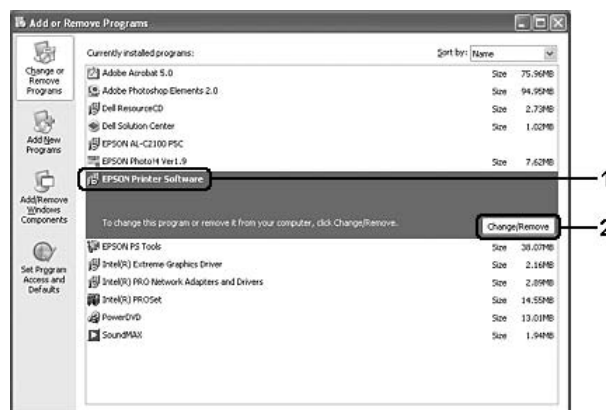 Add or Remove Programs
Change or
Remove
Programs
Currently installed programs:
Sort by: Name
Adobe Acrobat 5.0 Size 75.96MB
Adobe Photoshop Elements 2.0 Size 94.95MB
Dell ResourceCD Size 2.73MB
Dell Solution Center Size 1.02MB
Add New
Programs
EPSON AL-C2100 PSC
EPSON Photo!4 Ver1.9 Size 7.62MB
EPSON Printer Software
1
Add/Remove
Windows
Components
To change this program or remove it from your computer, click Change/Remove.
Change/Remove
2
EPSON PS Tools Size 38.07MB
Set Program
Access and
Defaults
Intel(R) Extreme Graphics Driver Size 2.16MB
Intel(R) PRO Network Adapters and Drivers Size 2.89MB
Intel(R) PROSet Size 14.55MB
PowerDVD Size 13.01MB
SoundMAX Size 1.94MB